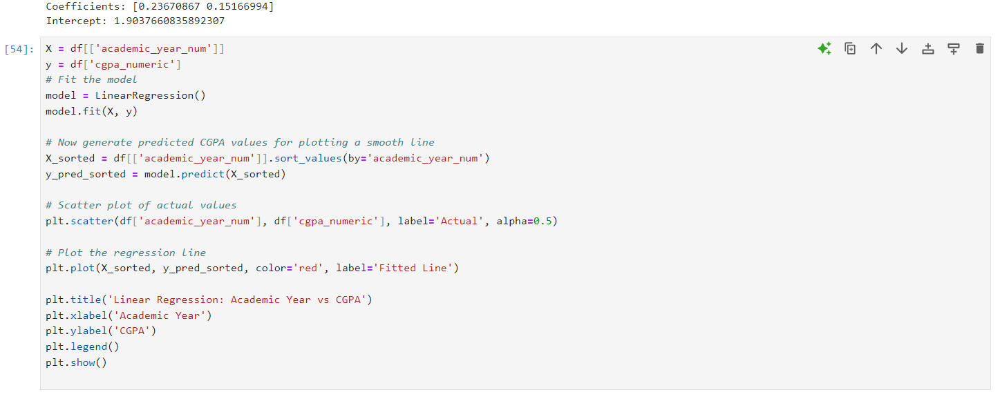 Coefficients: [0.23670867 0.15166994]
Intercept: 1.9037660835892307
[54]:
X = df[['academic_year_num']]
y = df['cgpa_numeric']
# Fit the model
model = LinearRegression()
model.fit(X, y)
# Now generate predicted CGPA values for plotting a smooth line
X_sorted = df[['academic_year_num']].sort_values(by='academic_year_num')
y_pred_sorted = model.predict(X_sorted)
# Scatter plot of actual values
plt.scatter(df['academic_year_num'], df['cgpa_numeric'], label='Actual', alpha=0.5)
# Plot the regression line
plt.plot(X_sorted, y_pred_sorted, color='red', label='Fitted Line')
plt.title('Linear Regression: Academic Year vs CGPA')
plt.xlabel('Academic Year')
plt.ylabel('CGPA')
plt.legend()
plt.show()